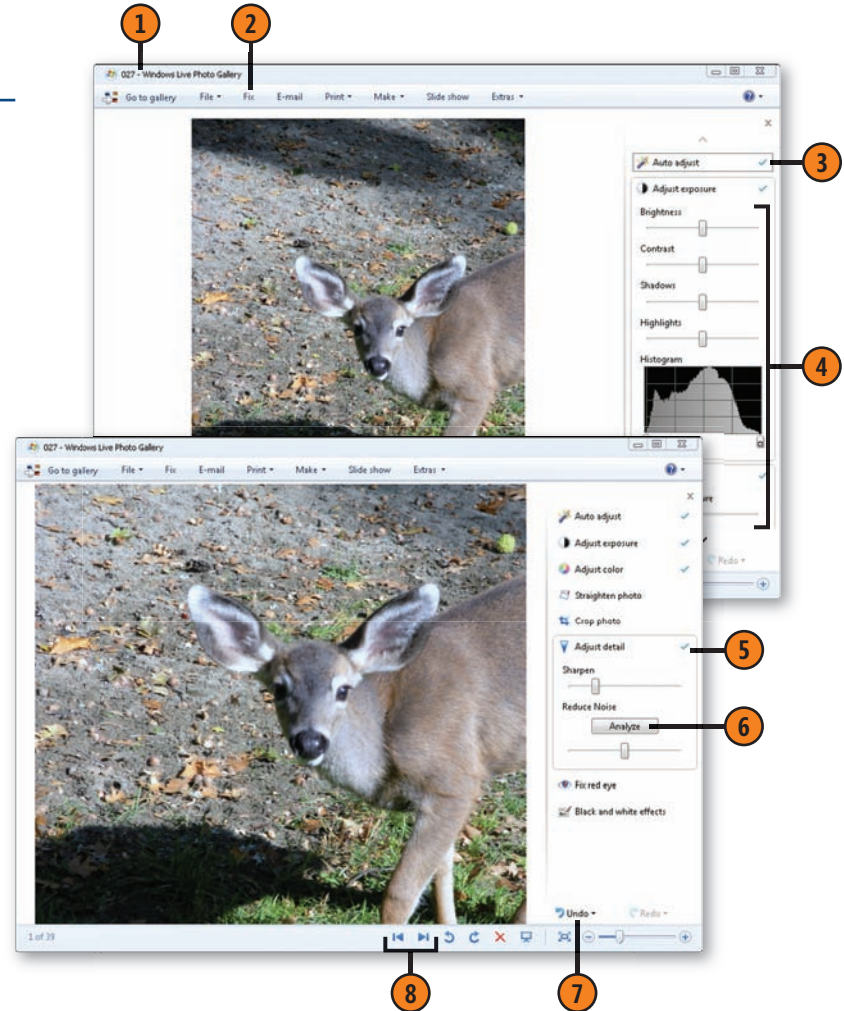 1
2
027 - Windows Live Photo Gallery
Go to gallery File Fix E-mail Print Make Slide show Extras
Auto adjust
3
Adjust exposure
Brightness
Contrast
Shadows
Highlights
Histogram
4
Redo
027 - Windows Live Photo Gallery
Go to gallery File Fix E-mail Print Make Slide show Extras
Auto adjust
Adjust exposure
Adjust color
Straighten photo
Crop photo
Adjust detail
5
Sharpen
Reduce Noise
Analyze
6
Fix red eye
Black and white effects
Undo Redo
1 of 39
8
7